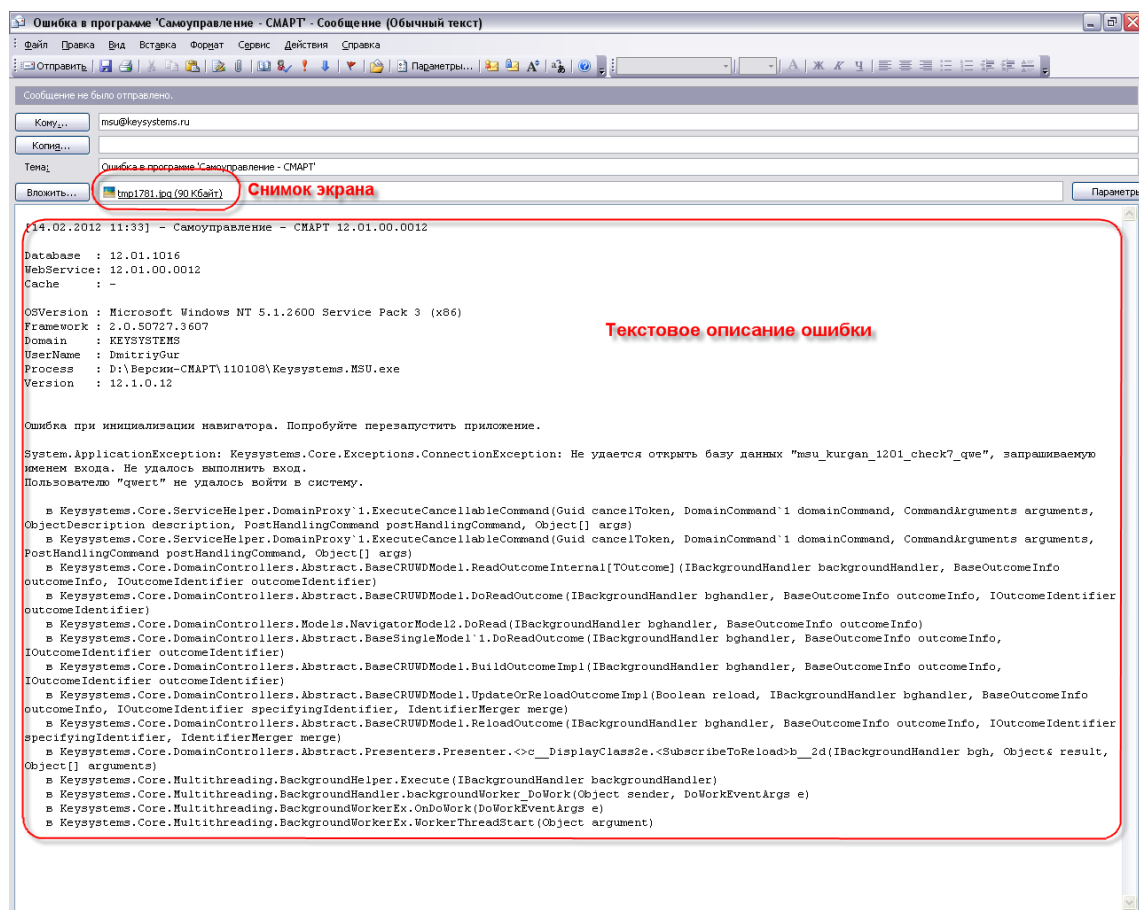 Ошибка в программе 'Самоуправление - СМАРТ' - Сообщение (Обычный текст)
Файл Правка Вид Вставка Формат Сервис Действия Справка
Отправить Параметры... А Ж К Ч
Сообщение не было отправлено.
Кому... msu@keysystems.ru
Копия...
Тема: Ошибка в программе 'Самоуправление - СМАРТ'
Вложить... tmp1781.jpg (90 Кбайт) Снимок экрана Параметры
[14.02.2012 11:33] - Самоуправление - СМАРТ 12.01.00.0012
Database : 12.01.1016
WebService: 12.01.00.0012
Cache : -
OSVersion : Microsoft Windows NT 5.1.2600 Service Pack 3 (x86)
Framework : 2.0.50727.3607
Текстовое описание ошибки
Domain : KEYSYSTEMS
UserName : DmitriyGur
Process : D:\Версии-СМАРТ\110108\Keysystems.MSU.exe
Version : 12.1.0.12
Ошибка при инициализации навигатора. Попробуйте перезапустить приложение.
System.ApplicationException: Keysystems.Core.Exceptions.ConnectionException: Не удается открыть базу данных "msu_kurgan_1201_check7_qwe", запрашиваемую
именем входа. Не удалось выполнить вход.
Пользователю "qwert" не удалось войти в систему.
в Keysystems.Core.ServiceHelper.DomainProxy`1.ExecuteCancellableCommand(Guid cancelToken, DomainCommand`1 domainCommand, CommandArguments arguments,
ObjectDescription description, PostHandlingCommand postHandlingCommand, Object[] args)
в Keysystems.Core.ServiceHelper.DomainProxy`1.ExecuteCancellableCommand(Guid cancelToken, DomainCommand`1 domainCommand, CommandArguments arguments,
PostHandlingCommand postHandlingCommand, Object[] args)
в Keysystems.Core.DomainControllers.Abstract.BaseCRUWDModel.ReadOutcomeInternal[TOutcome](IBackgroundHandler backgroundHandler, BaseOutcomeInfo
outcomeInfo, IOutcomeIdentifier outcomeIdentifier)
в Keysystems.Core.DomainControllers.Abstract.BaseCRUWDModel.DoReadOutcome(IBackgroundHandler bghandler, BaseOutcomeInfo outcomeInfo, IOutcomeIdentifier
outcomeIdentifier)
в Keysystems.Core.DomainControllers.Models.NavigatorModel2.DoRead(IBackgroundHandler bghandler, BaseOutcomeInfo outcomeInfo)
в Keysystems.Core.DomainControllers.Abstract.BaseSingleModel`1.DoReadOutcome(IBackgroundHandler bghandler, BaseOutcomeInfo outcomeInfo,
IOutcomeIdentifier outcomeIdentifier)
в Keysystems.Core.DomainControllers.Abstract.BaseCRUWDModel.BuildOutcomeImpl(IBackgroundHandler bghandler, BaseOutcomeInfo outcomeInfo,
IOutcomeIdentifier outcomeIdentifier)
в Keysystems.Core.DomainControllers.Abstract.BaseCRUWDModel.UpdateOrReloadOutcomeImpl(Boolean reload, IBackgroundHandler bghandler, BaseOutcomeInfo
outcomeInfo, IOutcomeIdentifier specifyingIdentifier, IdentifierMerger merge)
в Keysystems.Core.DomainControllers.Abstract.BaseCRUWDModel.ReloadOutcome(IBackgroundHandler bghandler, BaseOutcomeInfo outcomeInfo, IOutcomeIdentifier
specifyingIdentifier, IdentifierMerger merge)
в Keysystems.Core.DomainControllers.Abstract.Presenters.Presenter.<>c__DisplayClass2e.<SubscribeToReload>b__2d(IBackgroundHandler bgh, Object& result,
Object[] arguments)
в Keysystems.Core.Multithreading.BackgroundHelper.Execute(IBackgroundHandler backgroundHandler)
в Keysystems.Core.Multithreading.BackgroundHandler.backgroundWorker_DoWork(Object sender, DoWorkEventArgs e)
в Keysystems.Core.Multithreading.BackgroundWorkerEx.OnDoWork(DoWorkEventArgs e)
в Keysystems.Core.Multithreading.BackgroundWorkerEx.WorkerThreadStart(Object argument)